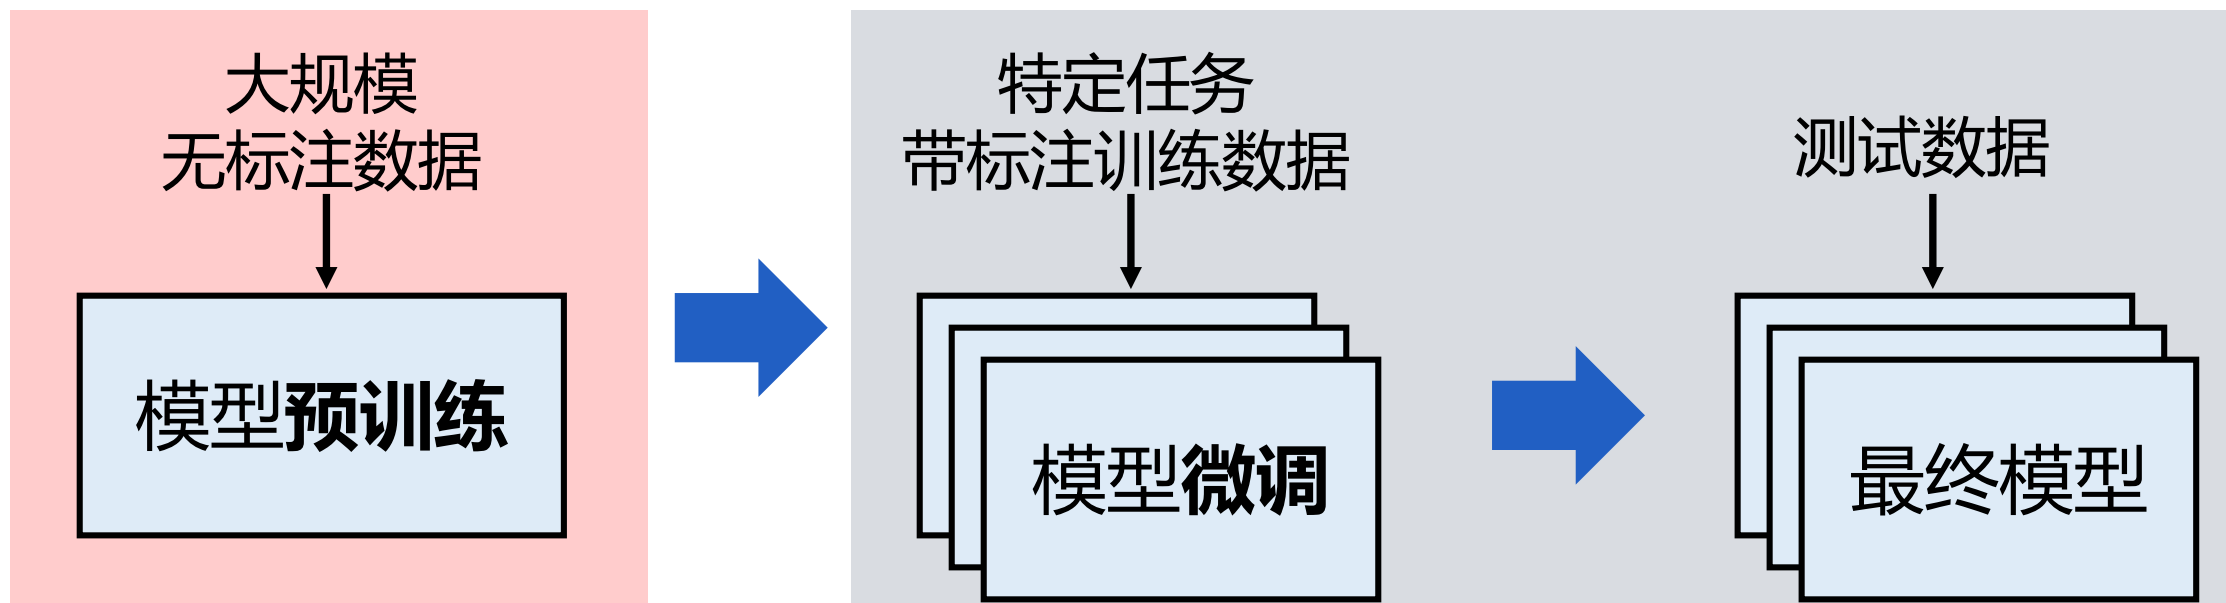 大规模
无标注数据
模型预训练
特定任务
带标注训练数据
模型微调
测试数据
最终模型